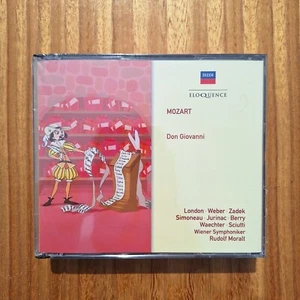 DECCA
ELOQUENCE
MOZART
Don Giovanni
London · Weber · Zadek
Simoneau · Jurinac · Berry
Waechter · Sciutti
Wiener Symphoniker
Rudolf Moralt